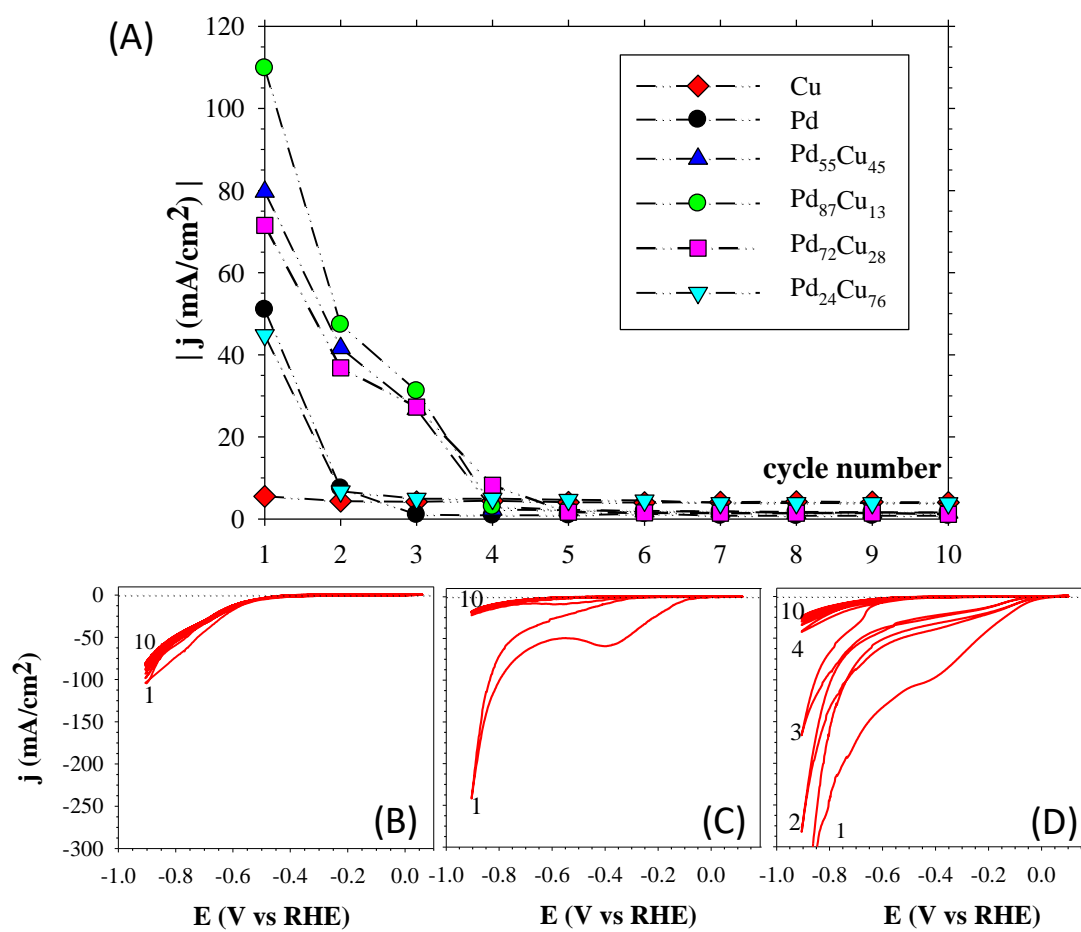 (A)
120
100
80
60
40
20
0
| j (mA/cm²) |
Cu
Pd
Pd₅₅Cu₄₅
Pd₈₇Cu₁₃
Pd₇₂Cu₂₈
Pd₂₄Cu₇₆
cycle number
1 2 3 4 5 6 7 8 9 10
j (mA/cm²)
0
-50
-100
-150
-200
-250
-300
10
1
(B)
10
1
(C)
10
4
3
2
1
(D)
-1.0 -0.8 -0.6 -0.4 -0.2 0.0
-1.0 -0.8 -0.6 -0.4 -0.2 0.0
-1.0 -0.8 -0.6 -0.4 -0.2 0.0
E (V vs RHE)
E (V vs RHE)
E (V vs RHE)